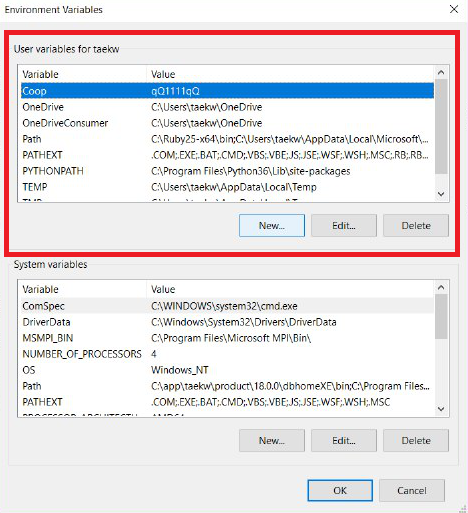 Environment Variables
User variables for taekw
Variable Value
Coop qQ1111qQ
OneDrive C:\Users\taekw\OneDrive
OneDriveConsumer C:\Users\taekw\OneDrive
Path C:\Ruby25-x64\bin;C:\Users\taekw\AppData\Local\Microsoft\...
PATHEXT .COM;.EXE;.BAT;.CMD;.VBS;.VBE;.JS;.JSE;.WSF;.WSH;.MSC;.RB;.RB...
PYTHONPATH C:\Program Files\Python36\Lib\site-packages
TEMP C:\Users\taekw\AppData\Local\Temp
New... Edit... Delete
System variables
Variable Value
ComSpec C:\WINDOWS\system32\cmd.exe
DriverData C:\Windows\System32\Drivers\DriverData
MSMPI_BIN C:\Program Files\Microsoft MPI\Bin\
NUMBER_OF_PROCESSORS 4
OS Windows_NT
Path C:\app\taekw\product\18.0.0\dbhomeXE\bin;C:\Program Files...
PATHEXT .COM;.EXE;.BAT;.CMD;.VBS;.VBE;.JS;.JSE;.WSF;.WSH;.MSC
New... Edit... Delete
OK Cancel